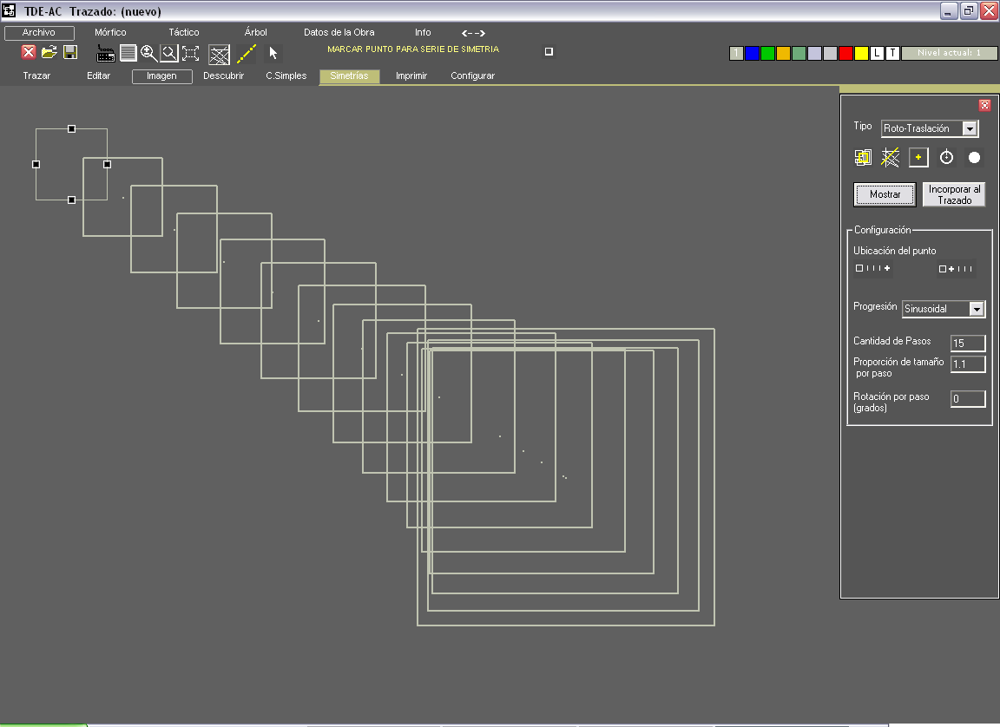 TDE-AC Trazado: (nuevo)
Archivo Mórfico Táctico Árbol Datos de la Obra Info <-->
MARCAR PUNTO PARA SERIE DE SIMETRIA
1 L T Nivel actual: 1
Trazar Editar Imagen Descubrir C.Simples Simetrías Imprimir Configurar
Tipo Roto-Traslación
Mostrar
Incorporar al
Trazado
Configuración
Ubicación del punto
Progresión Sinusoidal
Cantidad de Pasos 15
Proporción de tamaño
por paso 1.1
Rotación por paso
(grados) 0